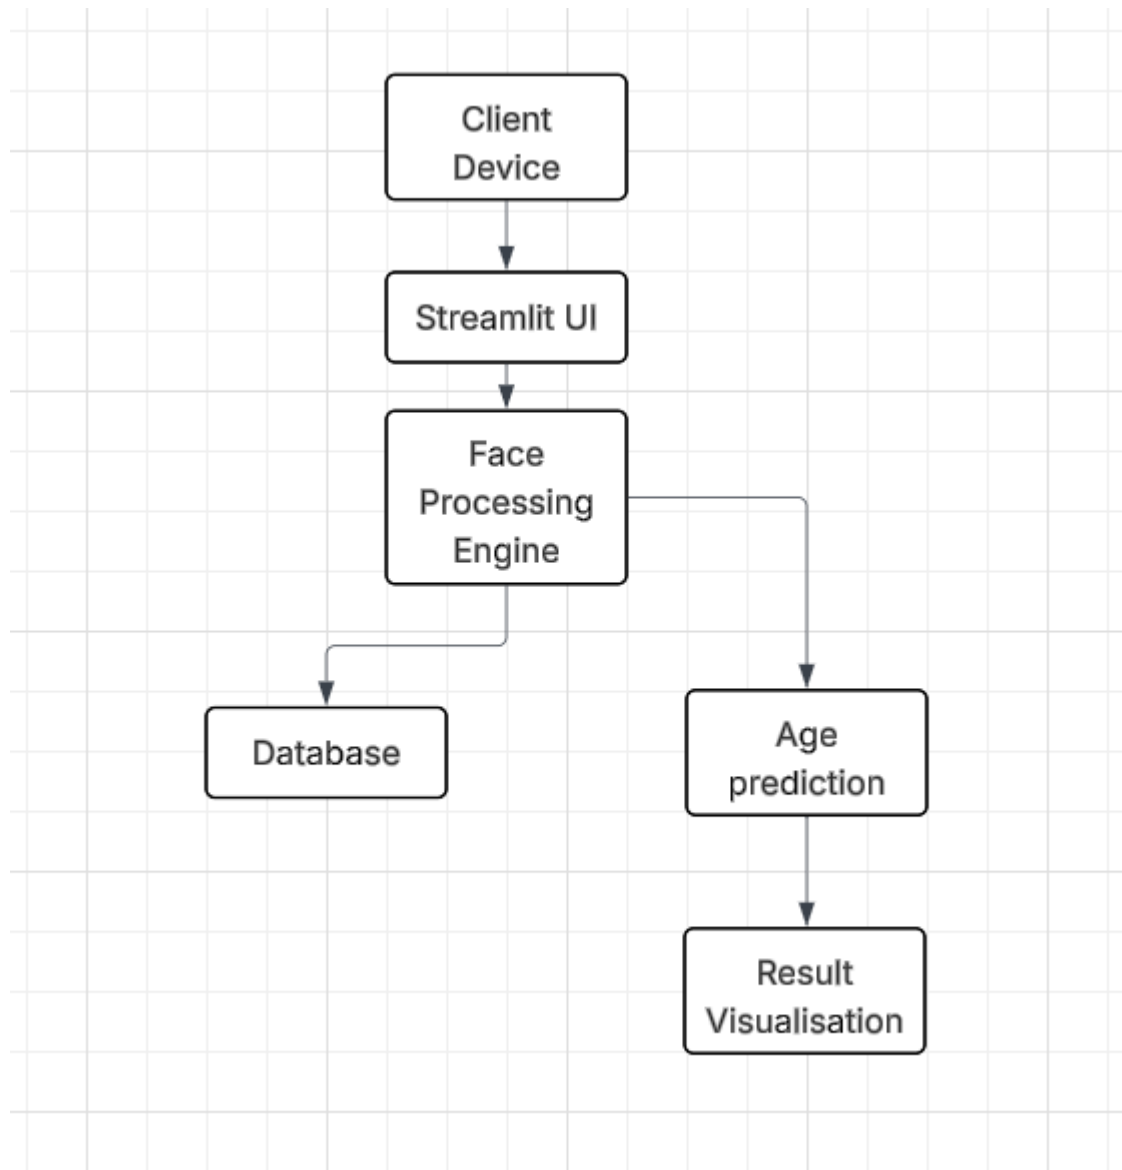 Client
Device
Streamlit UI
Face
Processing
Engine
Database
Age
prediction
Result
Visualisation